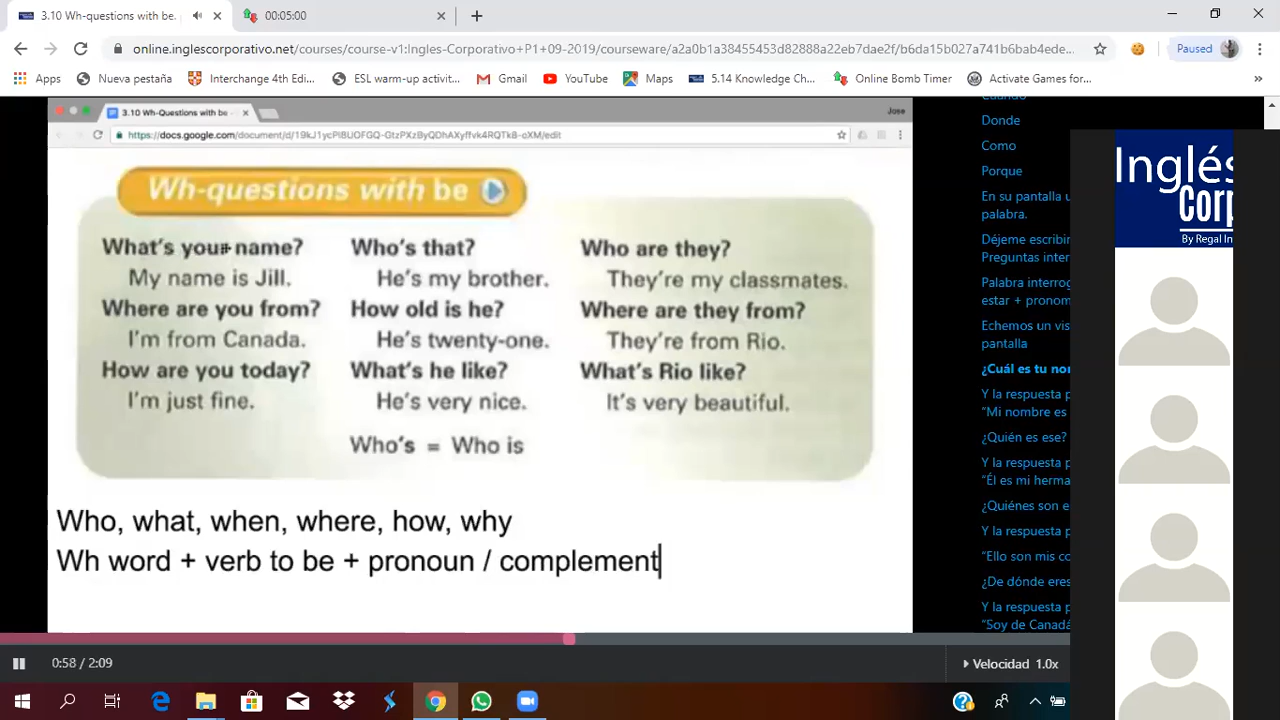 3.10 Wh-questions with be.
00:05:00
online.inglescorporativo.net/courses/course-v1:Ingles-Corporativo+P1+09-2019/courseware/a2a0b1a38455453d82888a22eb7dae2f/b6da15b027a741b6bab4ede...
Paused
Apps
Nueva pestaña
Interchange 4th Edi...
ESL warm-up activit...
Gmail
YouTube
Maps
5.14 Knowledge Ch...
Online Bomb Timer
Activate Games for...
3.10 Wh-Questions with be -
Jose
Wh-questions with be
What's your name?
My name is Jill.
Where are you from?
I'm from Canada.
How are you today?
I'm just fine.
Who's that?
He's my brother.
How old is he?
He's twenty-one.
What's he like?
He's very nice.
Who's = Who is
Who are they?
They're my classmates.
Where are they from?
They're from Rio.
What's Rio like?
It's very beautiful.
Who, what, when, where, how, why
Wh word + verb to be + pronoun / complement
Cuando
Donde
Como
Porque
En su pantalla u
palabra.
Déjeme escribir
Preguntas inter
Palabra interrog
estar + pronom
Echemos un vis
pantalla
¿Cuál es tu nor
Y la respuesta p
"Mi nombre es
¿Quién es ese?
Y la respuesta p
"Él es mi herma
¿Quiénes son e
Y la respuesta p
"Ello son mis co
¿De dónde eres
Y la respuesta p
"Soy de Canadá
Inglés
Corp
By Regal In
0:58 / 2:09
Velocidad 1.0x